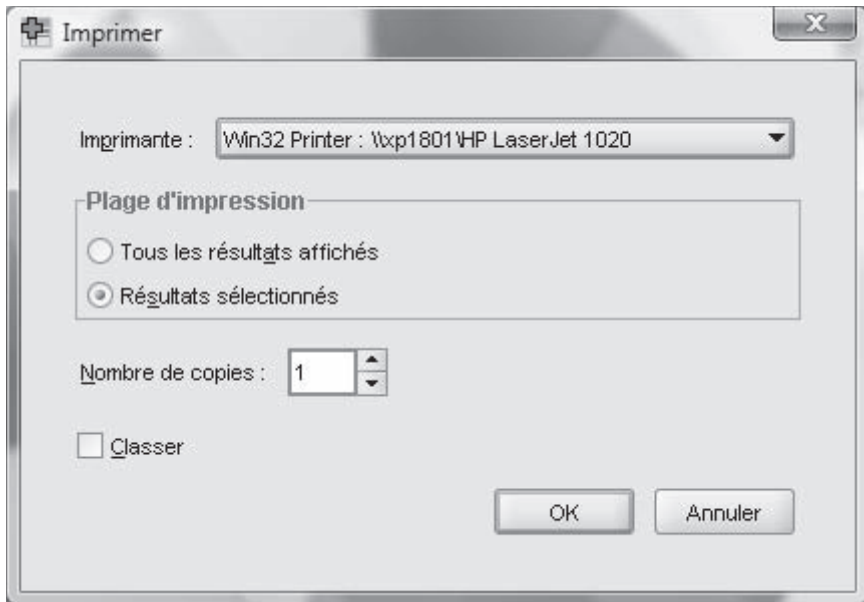 Imprimer
Imprimante : Win32 Printer : \\xp1801\HP LaserJet 1020
Plage d'impression
Tous les résultats affichés
Résultats sélectionnés
Nombre de copies : 1
Classer
OK Annuler